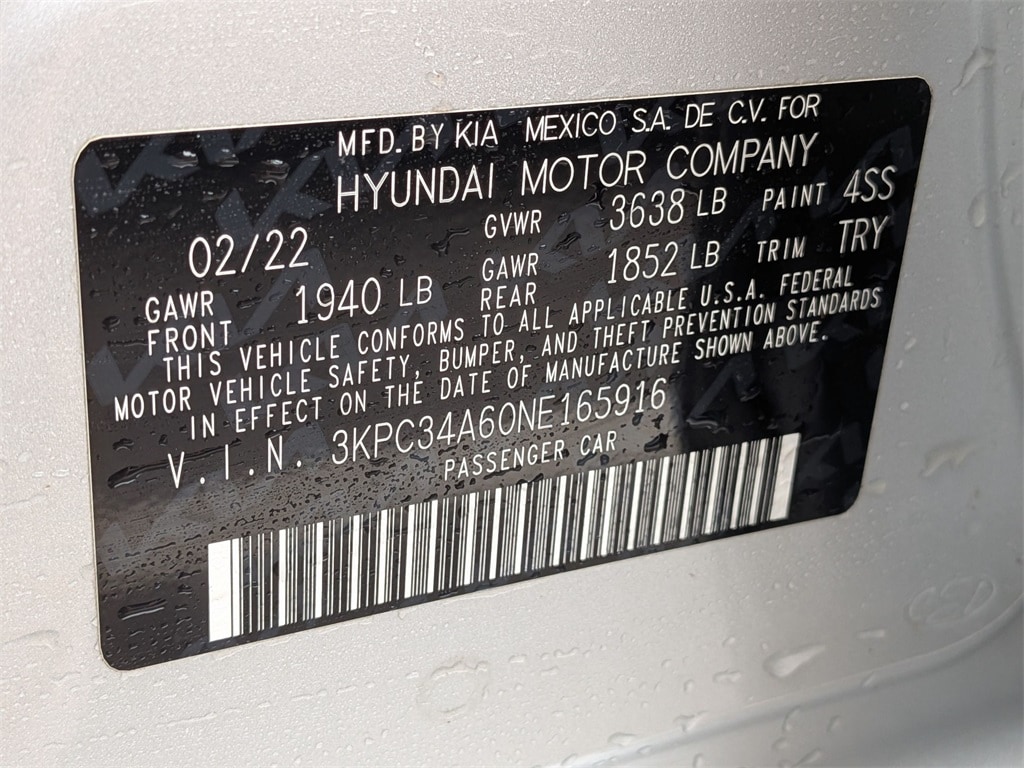 MFD. BY KIA MEXICO S.A. DE C.V. FOR
HYUNDAI MOTOR COMPANY
02/22 GVWR 3638 LB PAINT 4SS
GAWR FRONT 1940 LB GAWR REAR 1852 LB TRIM TRY
THIS VEHICLE CONFORMS TO ALL APPLICABLE U.S.A. FEDERAL
MOTOR VEHICLE SAFETY, BUMPER, AND THEFT PREVENTION STANDARDS
IN EFFECT ON THE DATE OF MANUFACTURE SHOWN ABOVE.
V.I.N. 3KPC34A60NE165916
PASSENGER CAR